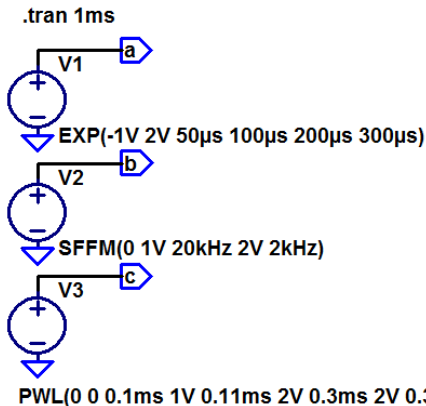 .tran 1ms
a
V1
EXP(-1V 2V 50µs 100µs 200µs 300µs)
b
V2
SFFM(0 1V 20kHz 2V 2kHz)
c
V3
PWL(0 0 0.1ms 1V 0.11ms 2V 0.3ms 2V